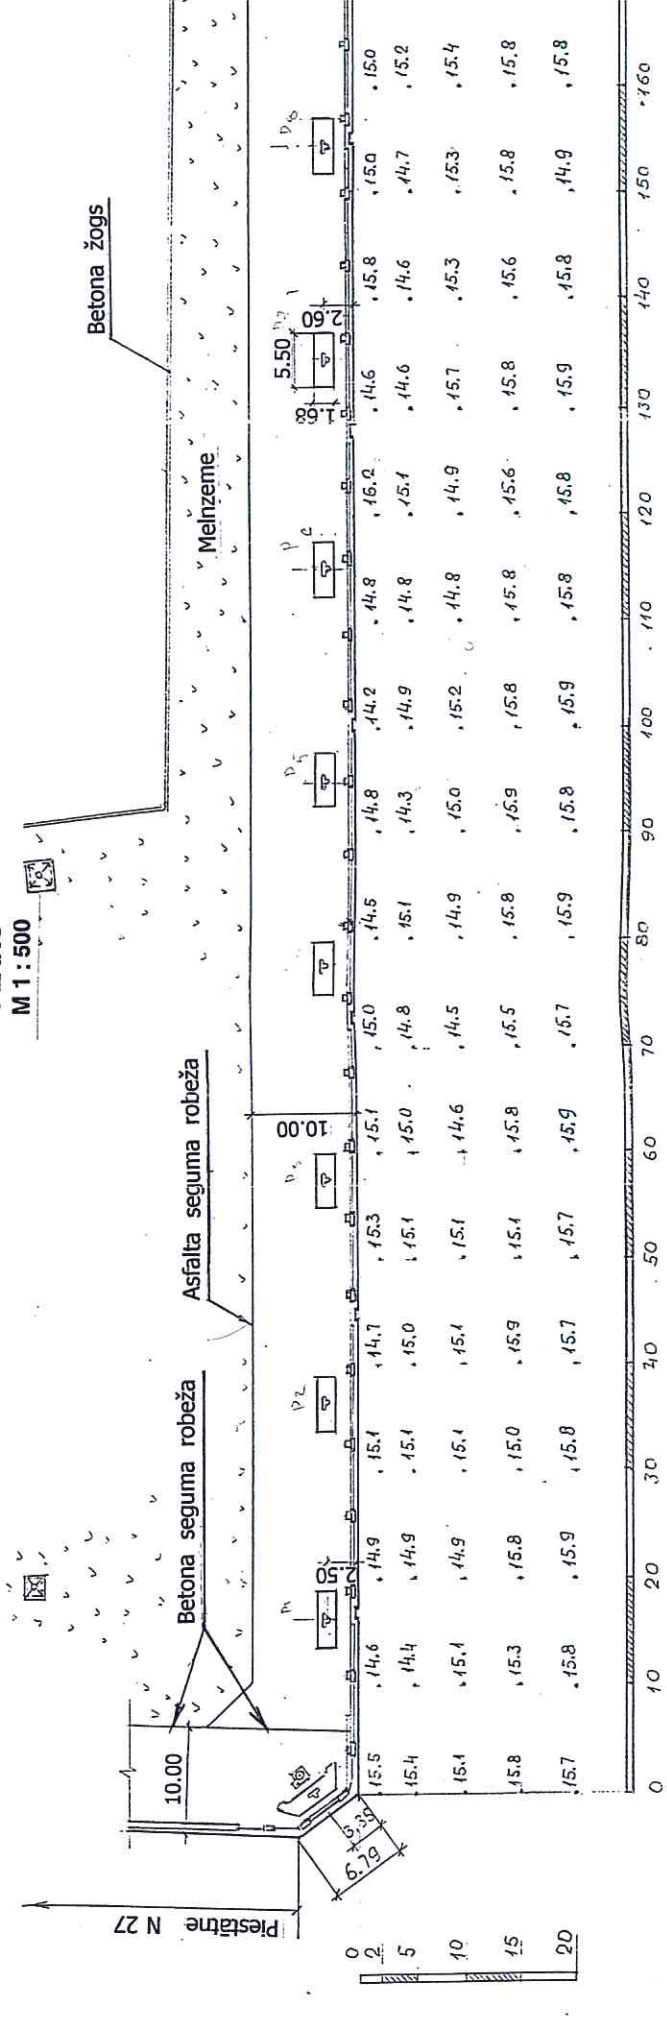 M 1 : 500
Betona žogs
Melnzeme
Asfalta seguma robeža
Betona seguma robeža
10.00
10.00
Piestātne N 27
6.79
3,35
2.50
P2
P5
5.50
1.68
2.60
0 15.5 14.6 14.9 15.1 14.7 15.3 15.1 15.0 14.5 14.8 14.2 14.8 16.2 14.6 15.8 15.0 15.0
2
5 15.4 14.4 14.9 15.1 15.0 15.1 15.0 14.8 15.1 14.3 14.9 14.8 15.1 14.6 14.6 14.7 15.2
10 15.1 15.1 14.9 15.1 15.1 15.1 14.6 14.5 14.9 15.0 15.2 14.8 14.9 15.7 15.3 15.3 15.4
15 15.8 15.3 15.8 15.0 15.9 15.1 15.8 15.5 15.8 15.9 15.8 15.8 15.6 15.8 15.6 15.8 15.8
20 15.7 15.8 15.9 15.8 15.7 15.7 15.9 15.7 15.9 15.8 15.9 15.8 15.8 15.9 15.8 14.9 15.8
0 10 20 30 40 50 60 70 80 90 100 110 120 130 140 150 160